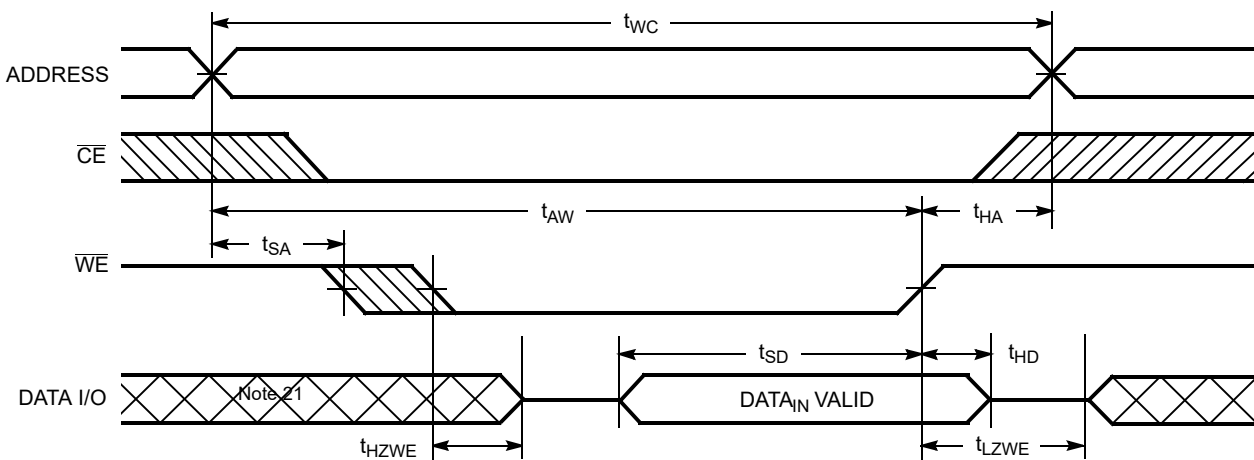 tWC
ADDRESS
CE
tAW
tHA
tSA
WE
tSD
tHD
DATA I/O
Note 21
DATAIN VALID
tHZWE
tLZWE